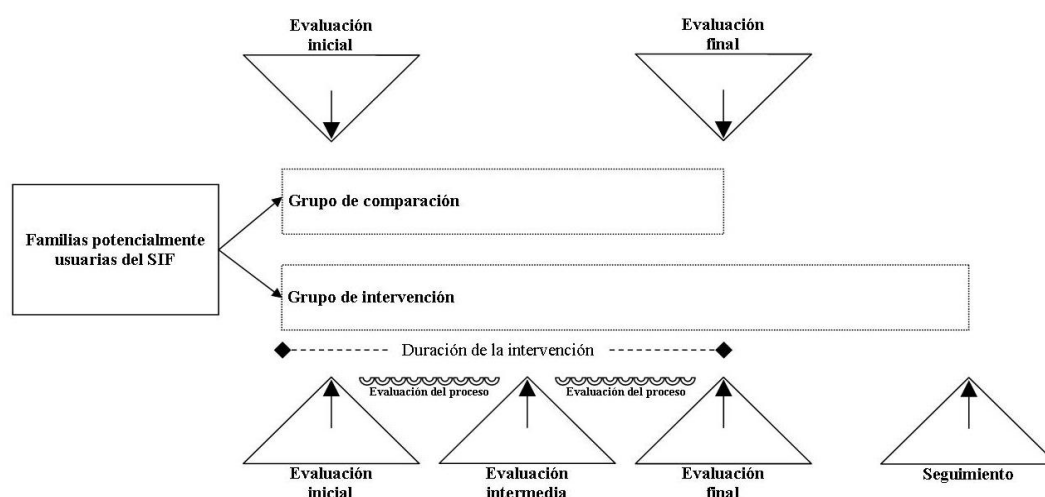 Evaluación
inicial
Evaluación
final
Grupo de comparación
Familias potencialmente
usuarias del SIF
Grupo de intervención
Duración de la intervención
Evaluación del proceso
Evaluación del proceso
Evaluación
inicial
Evaluación
intermedia
Evaluación
final
Seguimiento